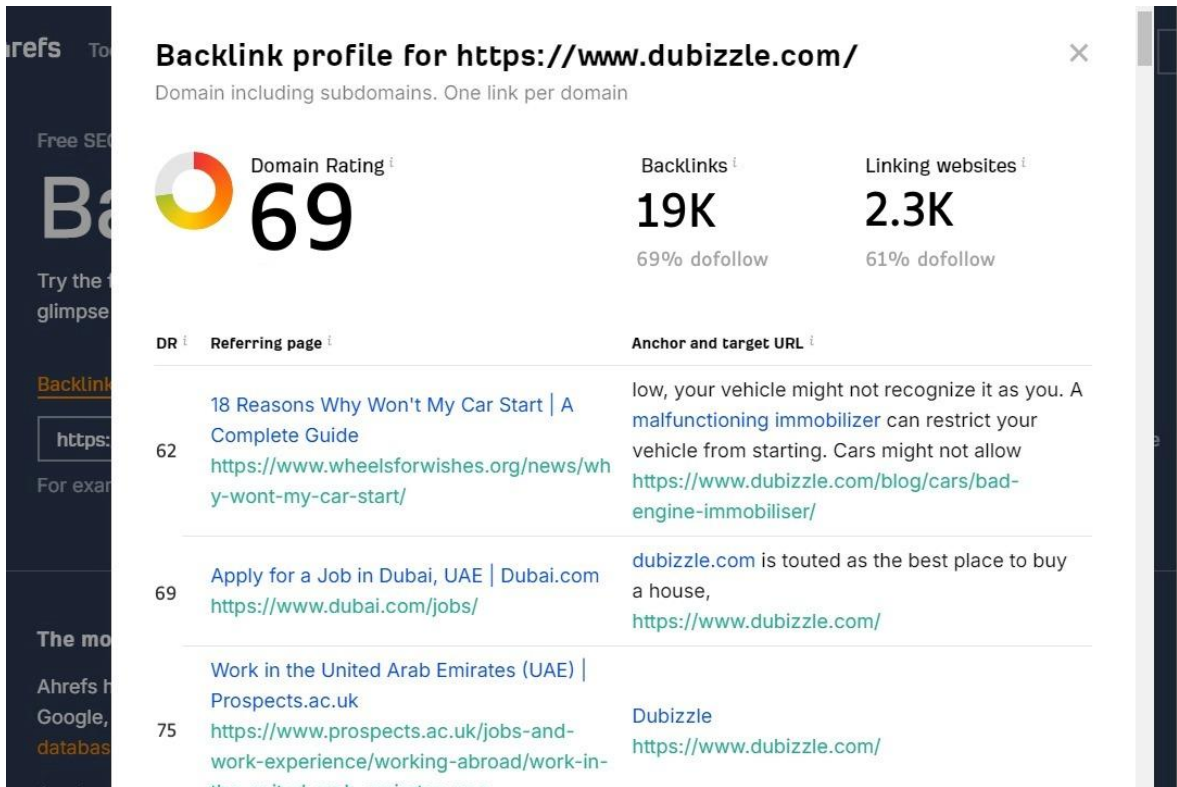 Backlink profile for https://www.dubizzle.com/
Domain including subdomains. One link per domain
Free SEO
Try the f
glimpse
Backlink
https:
For exam
The mo
Ahrefs h
Google,
databas
Domain Rating i
69
Backlinks i
19K
69% dofollow
Linking websites i
2.3K
61% dofollow
DR i Referring page i Anchor and target URL i
62
18 Reasons Why Won't My Car Start | A
Complete Guide
https://www.wheelsforwishes.org/news/wh
y-wont-my-car-start/
low, your vehicle might not recognize it as you. A
malfunctioning immobilizer can restrict your
vehicle from starting. Cars might not allow
https://www.dubizzle.com/blog/cars/bad-
engine-immobiliser/
69
Apply for a Job in Dubai, UAE | Dubai.com
https://www.dubai.com/jobs/
dubizzle.com is touted as the best place to buy
a house,
https://www.dubizzle.com/
75
Work in the United Arab Emirates (UAE) |
Prospects.ac.uk
https://www.prospects.ac.uk/jobs-and-
work-experience/working-abroad/work-in-
Dubizzle
https://www.dubizzle.com/